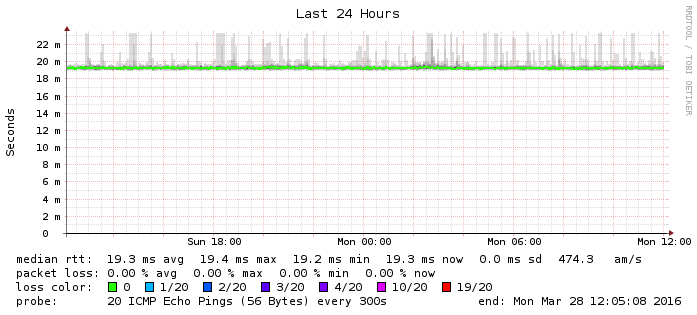 Last 24 Hours
RRDTOOL / TOBI OETIKER
Seconds
22 m
20 m
18 m
16 m
14 m
12 m
10 m
8 m
6 m
4 m
2 m
0
Sun 18:00 Mon 00:00 Mon 06:00 Mon 12:00
median rtt: 19.3 ms avg 19.4 ms max 19.2 ms min 19.3 ms now 0.0 ms sd 474.3 am/s
packet loss: 0.00 % avg 0.00 % max 0.00 % min 0.00 % now
loss color: 0 1/20 2/20 3/20 4/20 10/20 19/20
probe: 20 ICMP Echo Pings (56 Bytes) every 300s end: Mon Mar 28 12:05:08 2016